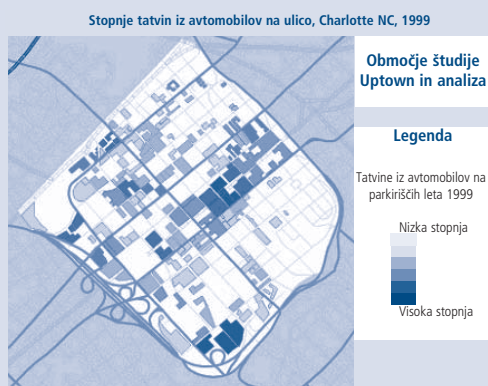 Stopnje tatvin iz avtomobilov na ulico, Charlotte NC, 1999
Območje študije
Uptown in analiza
Legenda
Tatvine iz avtomobilov na
parkiriščih leta 1999
Nizka stopnja
Visoka stopnja